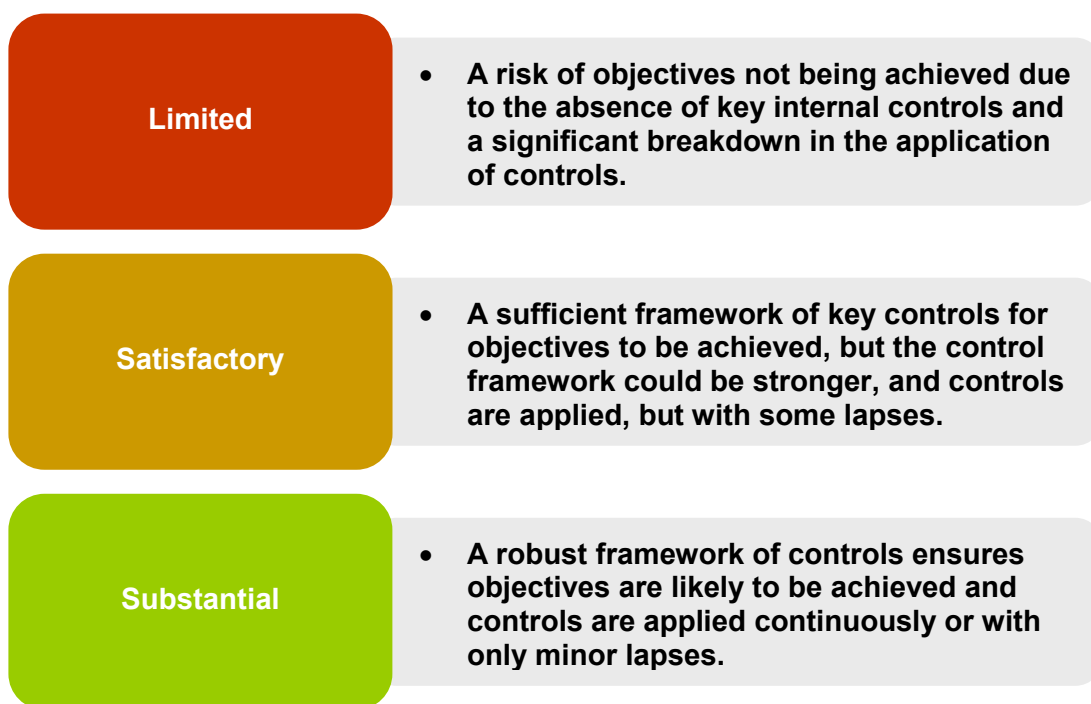 Limited
• A risk of objectives not being achieved due
to the absence of key internal controls and
a significant breakdown in the application
of controls.
Satisfactory
• A sufficient framework of key controls for
objectives to be achieved, but the control
framework could be stronger, and controls
are applied, but with some lapses.
Substantial
• A robust framework of controls ensures
objectives are likely to be achieved and
controls are applied continuously or with
only minor lapses.